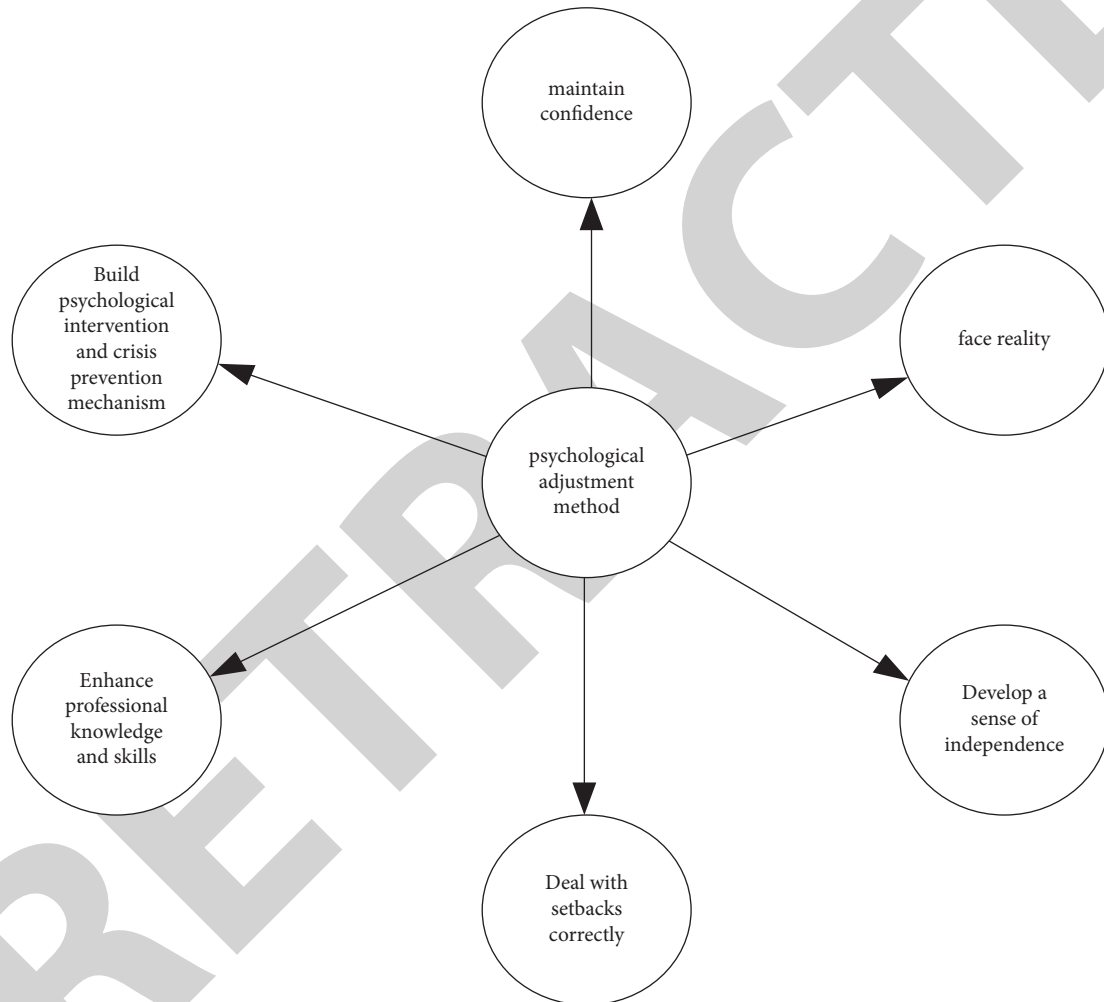 maintain
confidence
Build
psychological
intervention
and crisis
prevention
mechanism
face reality
psychological
adjustment
method
Enhance
professional
knowledge
and skills
Develop a
sense of
independence
Deal with
setbacks
correctly
RETRACTE